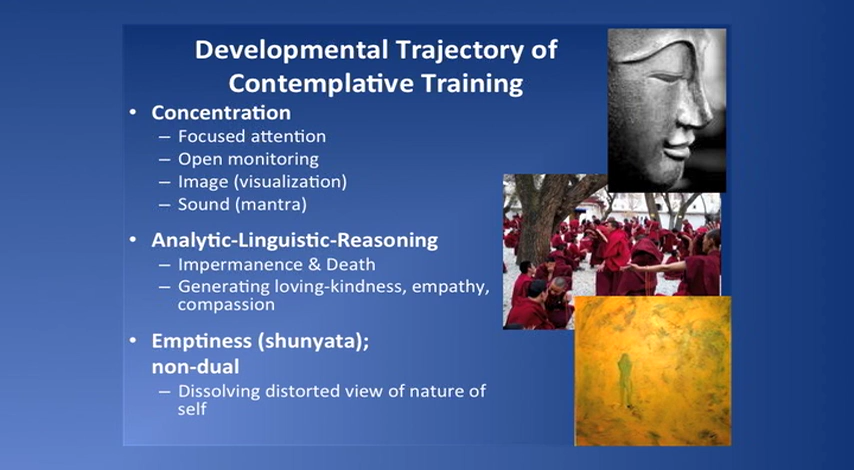 Developmental Trajectory of
Contemplative Training
• Concentration
– Focused attention
– Open monitoring
– Image (visualization)
– Sound (mantra)
• Analytic-Linguistic-Reasoning
– Impermanence & Death
– Generating loving-kindness, empathy,
compassion
• Emptiness (shunyata);
non-dual
– Dissolving distorted view of nature of
self